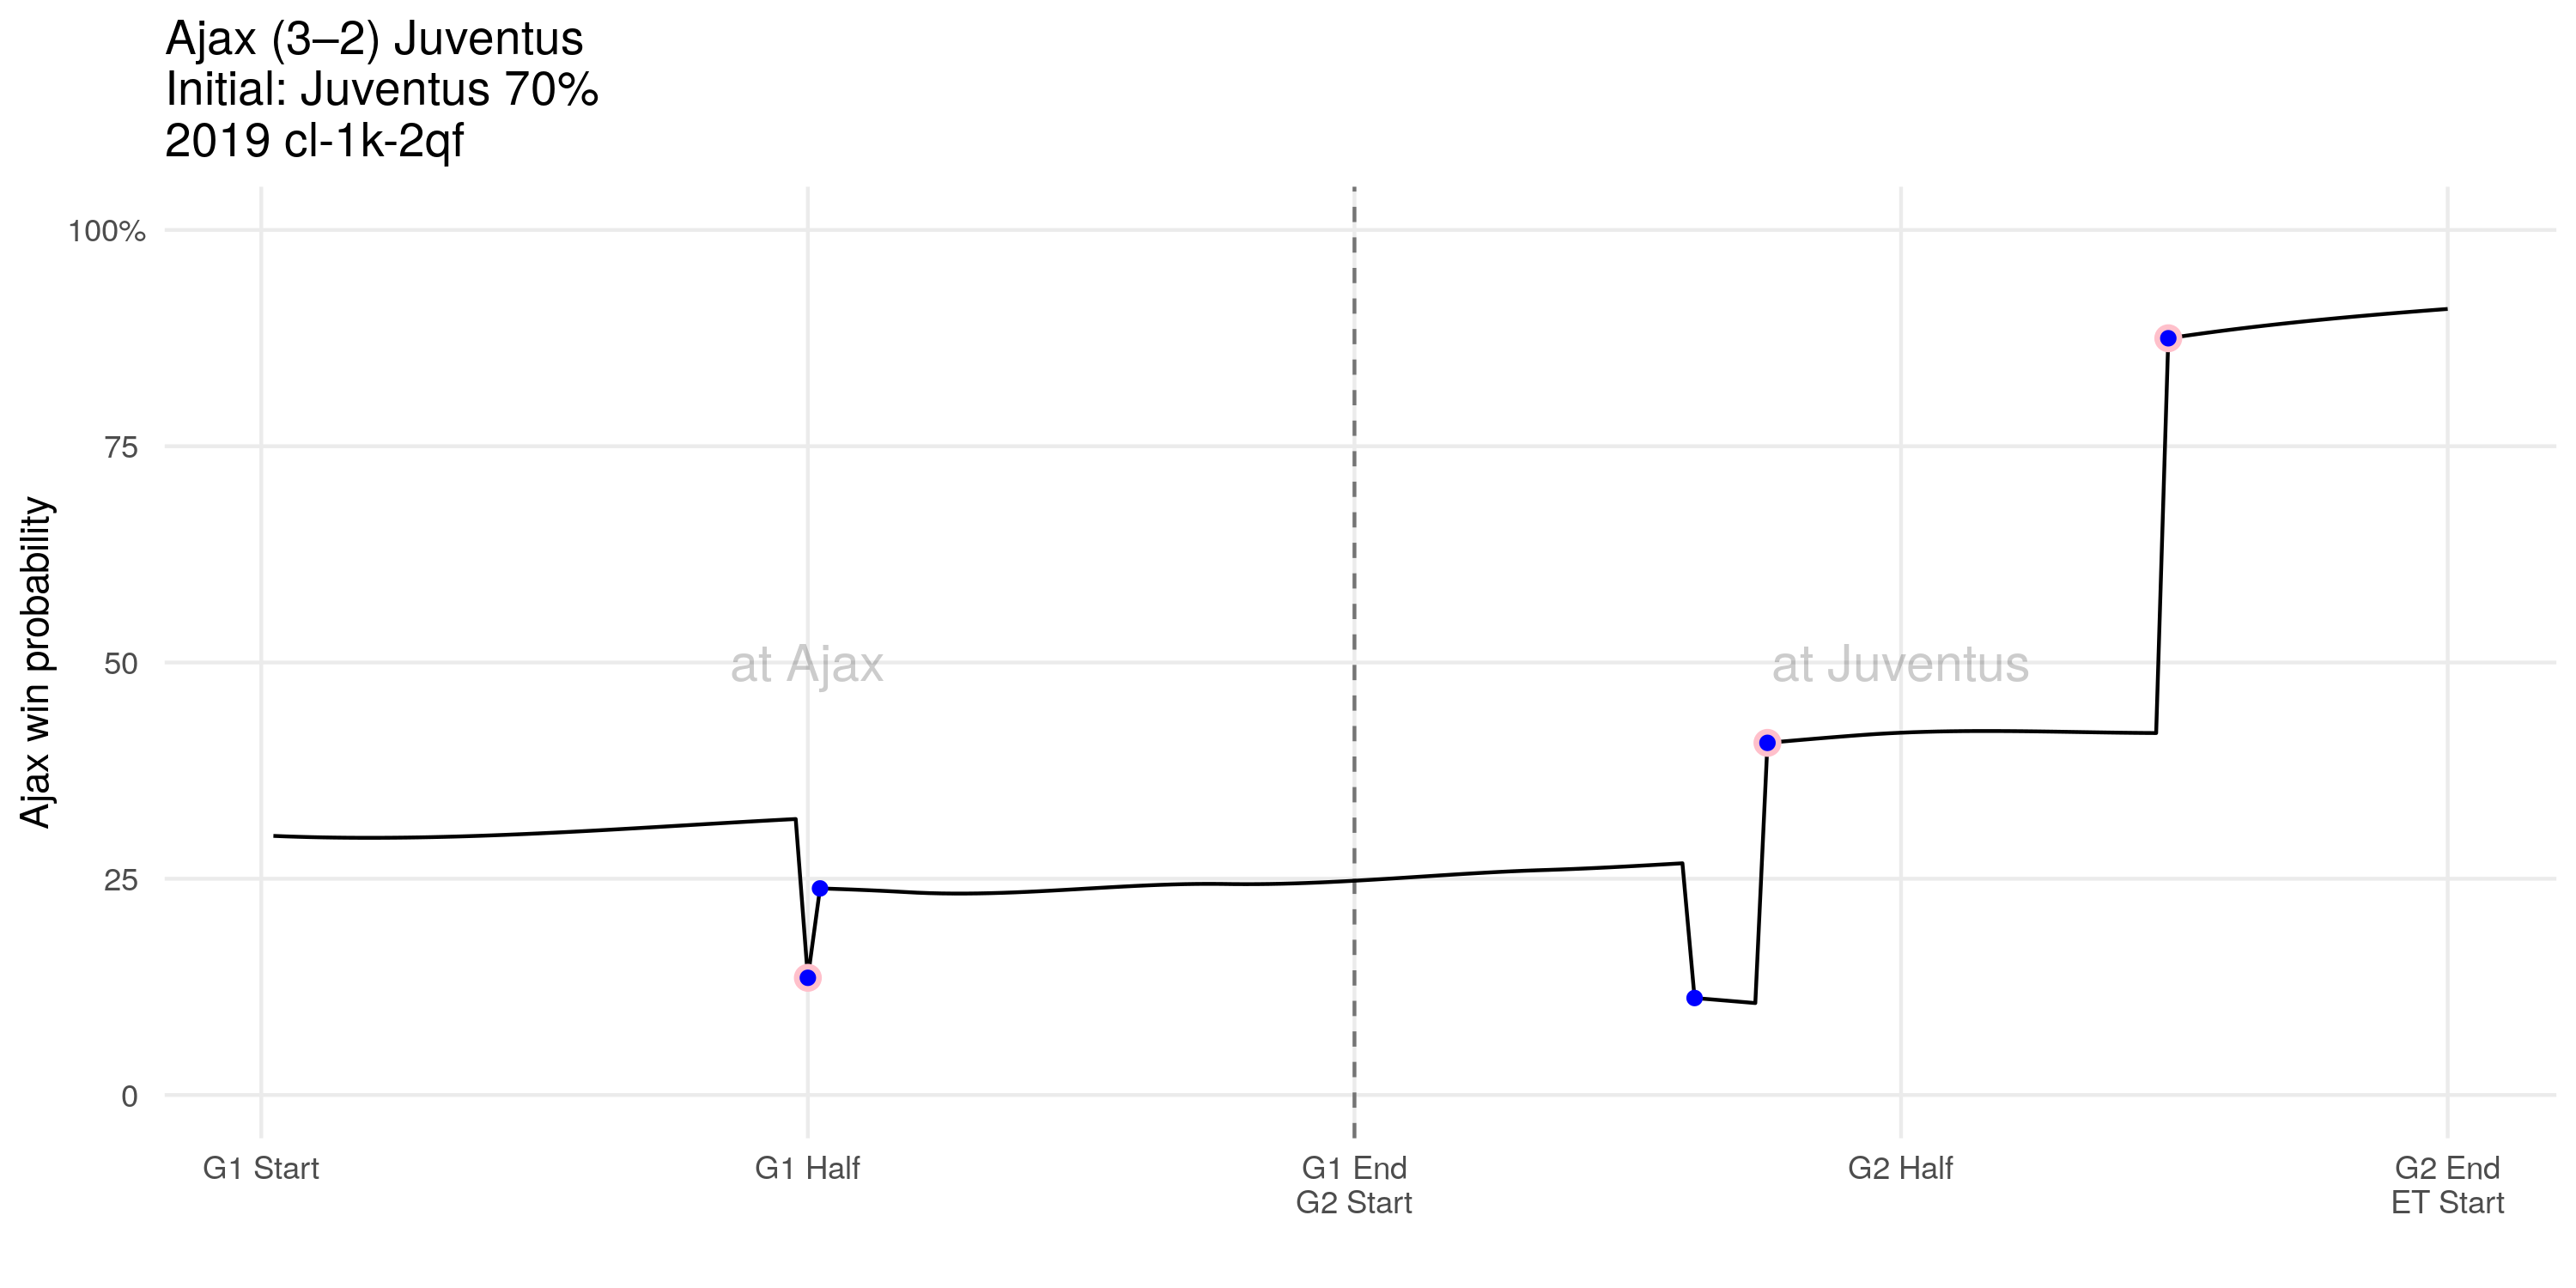 Ajax (3–2) Juventus
Initial: Juventus 70%
2019 cl-1k-2qf
Ajax win probability
100%
75
50
25
0
at Ajax
at Juventus
G1 Start
G1 Half
G1 End
G2 Start
G2 Half
G2 End
ET Start